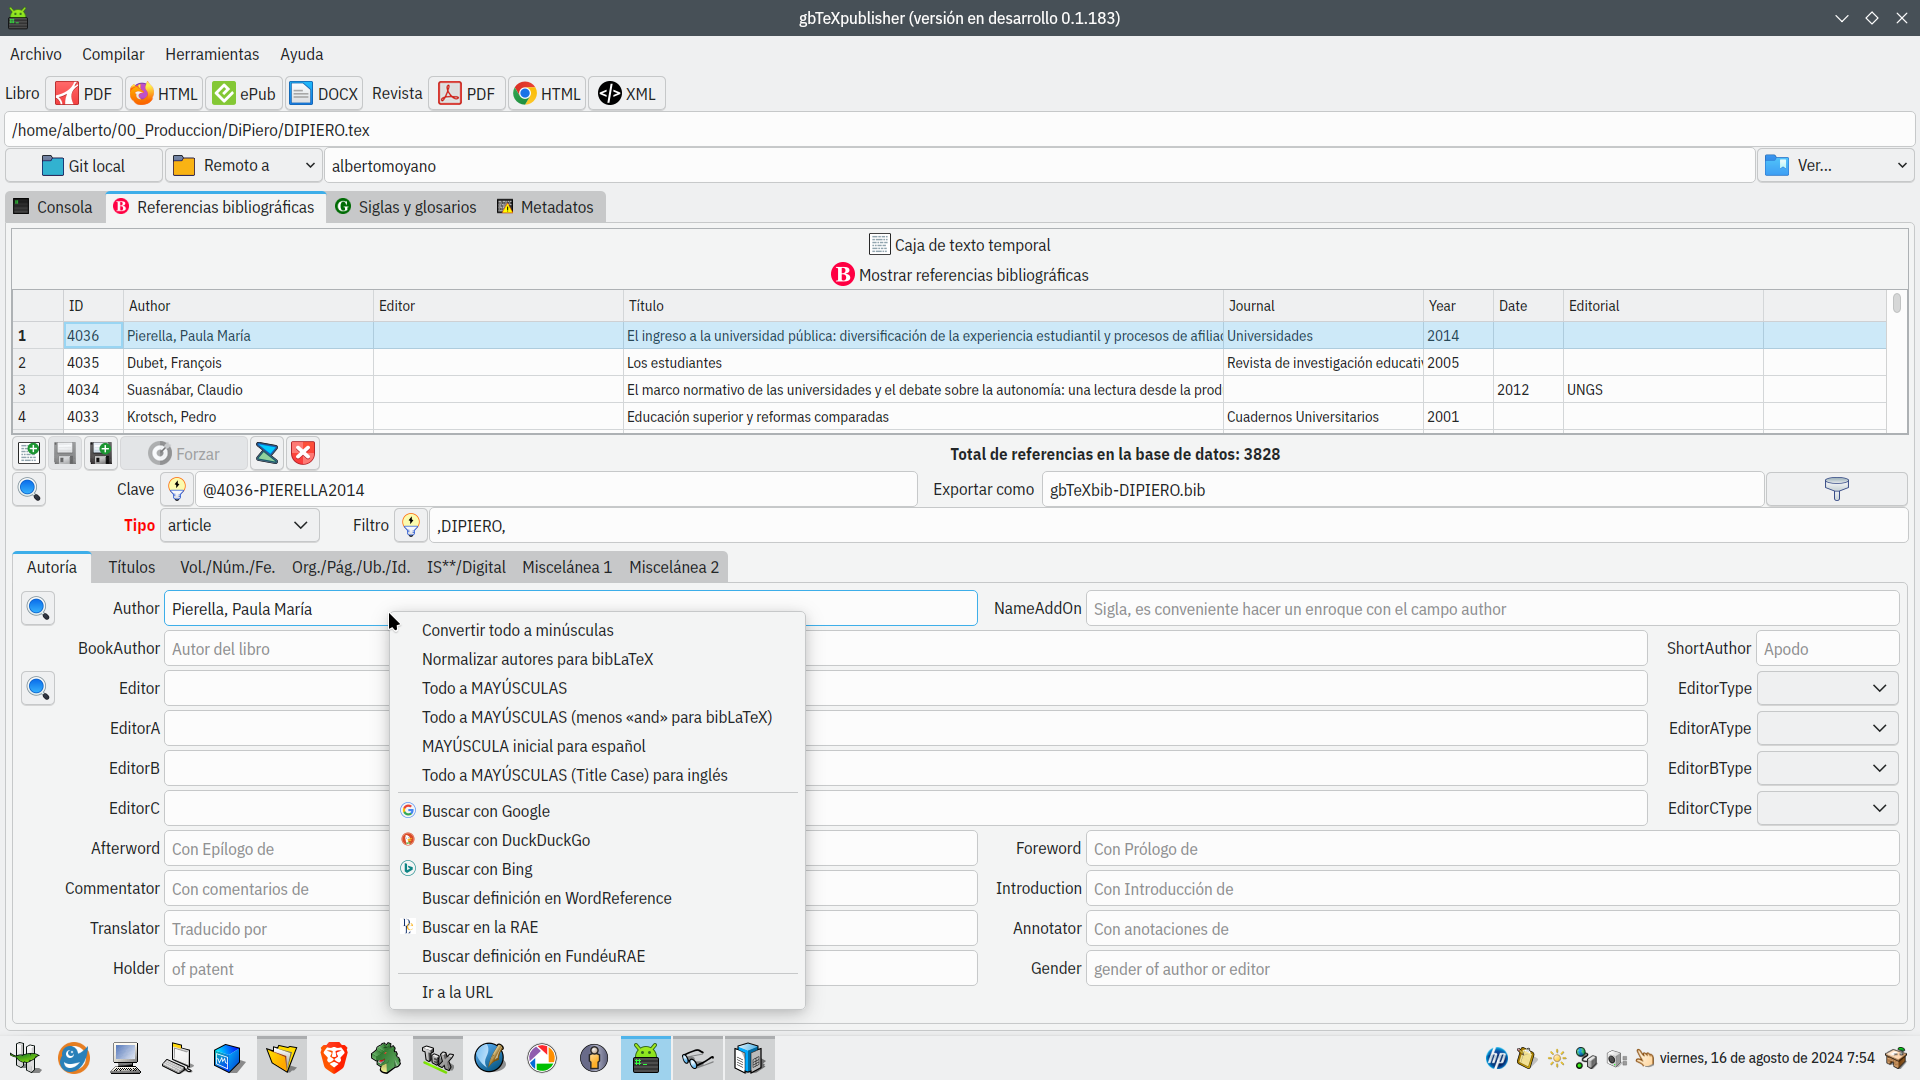 gbTeXpublisher (versión en desarrollo 0.1.183)
Archivo Compilar Herramientas Ayuda
Libro PDF HTML ePub DOCX Revista PDF HTML XML
/home/alberto/00_Produccion/DiPiero/DIPIERO.tex
Git local Remoto a albertomoyano Ver...
Consola Referencias bibliográficas Siglas y glosarios Metadatos
Caja de texto temporal
Mostrar referencias bibliográficas
ID Author Editor Título Journal Year Date Editorial
1 4036 Pierella, Paula María El ingreso a la universidad pública: diversificación de la experiencia estudiantil y procesos de afiliac Universidades 2014
2 4035 Dubet, François Los estudiantes Revista de investigación educativ 2005
3 4034 Suasnábar, Claudio El marco normativo de las universidades y el debate sobre la autonomía: una lectura desde la prod 2012 UNGS
4 4033 Krotsch, Pedro Educación superior y reformas comparadas Cuadernos Universitarios 2001
Forzar Total de referencias en la base de datos: 3828
Clave @4036-PIERELLA2014 Exportar como gbTeXbib-DIPIERO.bib
Tipo article Filtro ,DIPIERO,
Autoría Títulos Vol./Núm./Fe. Org./Pág./Ub./Id. IS**/Digital Miscelánea 1 Miscelánea 2
Author Pierella, Paula María NameAddOn Sigla, es conveniente hacer un enroque con el campo author
BookAuthor Autor del libro ShortAuthor Apodo
Editor EditorType
EditorA EditorAType
EditorB EditorBType
EditorC EditorCType
Afterword Con Epílogo de Foreword Con Prólogo de
Commentator Con comentarios de Introduction Con Introducción de
Translator Traducido por Annotator Con anotaciones de
Holder of patent Gender gender of author or editor
Convertir todo a minúsculas
Normalizar autores para bibLaTeX
Todo a MAYÚSCULAS
Todo a MAYÚSCULAS (menos «and» para bibLaTeX)
MAYÚSCULA inicial para español
Todo a MAYÚSCULAS (Title Case) para inglés
Buscar con Google
Buscar con DuckDuckGo
Buscar con Bing
Buscar definición en WordReference
Buscar en la RAE
Buscar definición en FundéuRAE
Ir a la URL
viernes, 16 de agosto de 2024 7:54